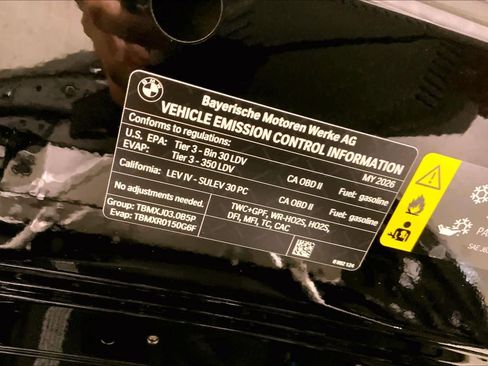 BMW
Bayerische Motoren Werke AG
VEHICLE EMISSION CONTROL INFORMATION
Conforms to regulations: MY 2026
U.S. EPA: Tier 3 - Bin 30 LDV CA OBD II Fuel: gasoline
EVAP: Tier 3 - 350 LDV
California: LEV IV - SULEV 30 PC CA OBD II Fuel: gasoline
No adjustments needed. TWC+GPF, WR-HO2S, HO2S,
Group: TBMXJ03.0B5P DFI, MFI, TC, CAC
Evap: TBMXR0150G6F
PA
SAE